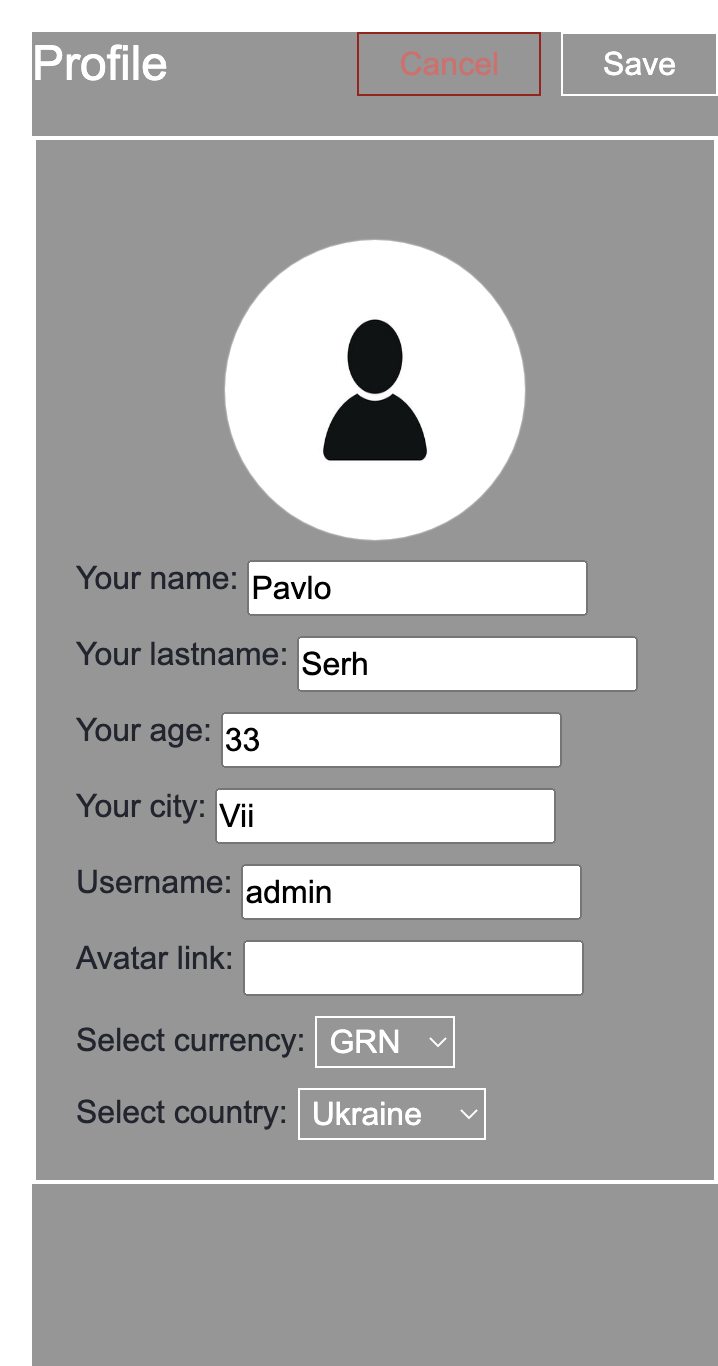 Profile Cancel Save
Your name: Pavlo
Your lastname: Serh
Your age: 33
Your city: Vii
Username: admin
Avatar link:
Select currency: GRN
Select country: Ukraine